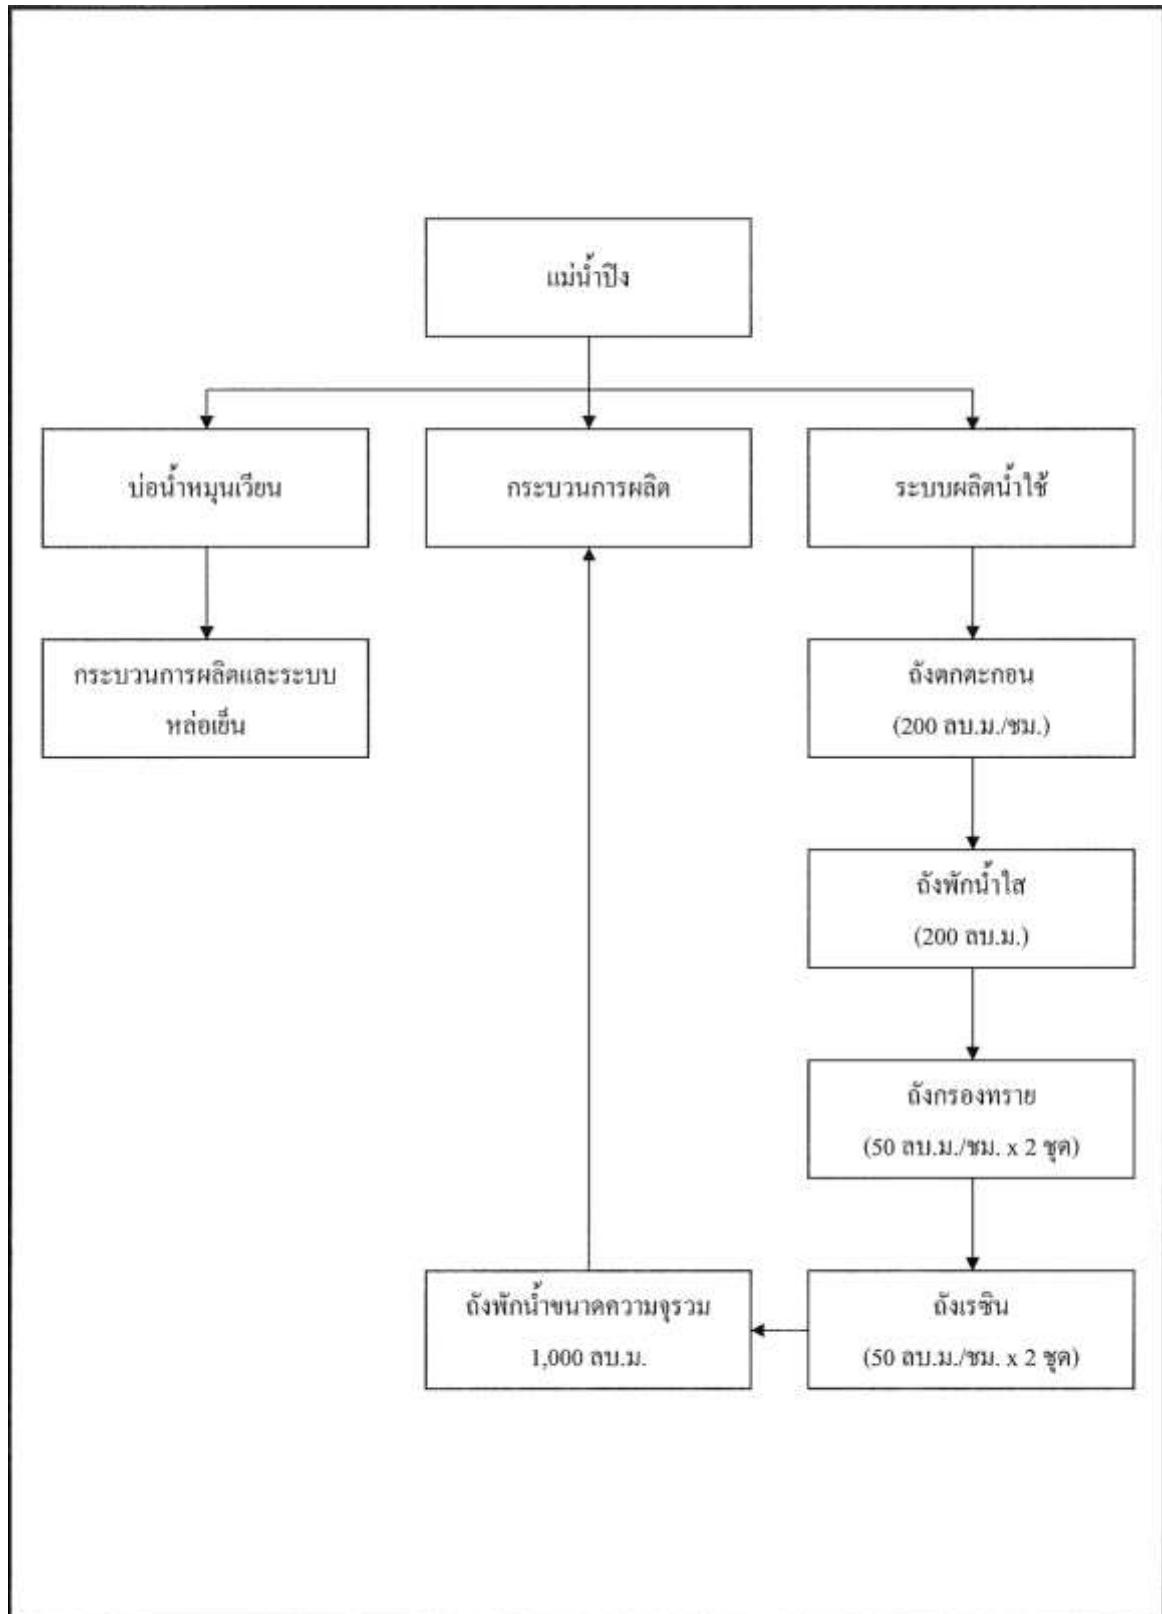 แม่น้ำปิง
บ่อน้ำหมุนเวียน
กระบวนการผลิต
ระบบผลิตน้ำใช้
กระบวนการผลิตและระบบ
หล่อเย็น
ถังตกตะกอน
(200 ลบ.ม./ชม.)
ถังพักน้ำใส
(200 ลบ.ม.)
ถังกรองทราย
(50 ลบ.ม./ชม. x 2 ชุด)
ถังพักน้ำขนาดความจุรวม
1,000 ลบ.ม.
ถังเรซิน
(50 ลบ.ม./ชม. x 2 ชุด)